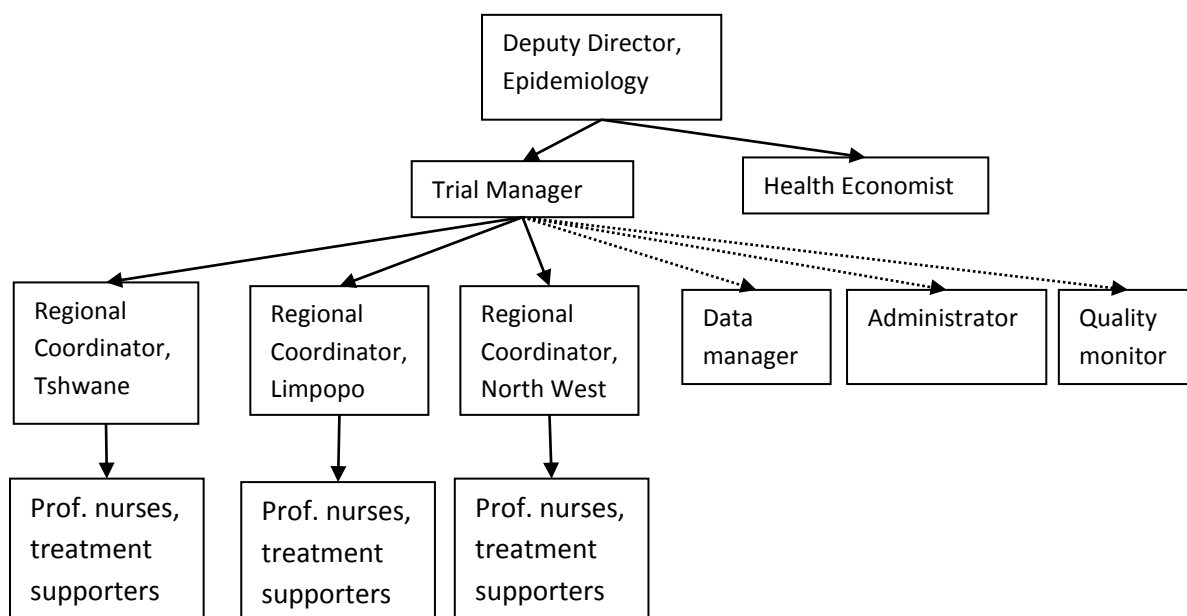 Deputy Director,
Epidemiology
Trial Manager
Health Economist
Regional
Coordinator,
Tshwane
Regional
Coordinator,
Limpopo
Regional
Coordinator,
North West
Data
manager
Administrator
Quality
monitor
Prof. nurses,
treatment
supporters
Prof. nurses,
treatment
supporters
Prof. nurses,
treatment
supporters